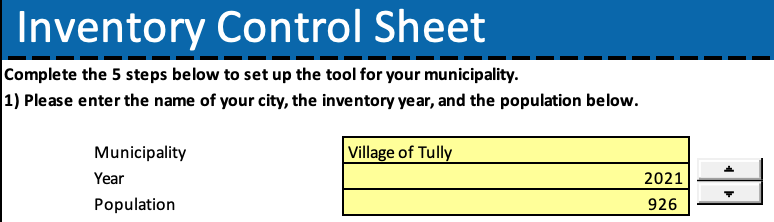 Inventory Control Sheet
Complete the 5 steps below to set up the tool for your municipality.
1) Please enter the name of your city, the inventory year, and the population below.
Municipality Village of Tully
Year 2021
Population 926